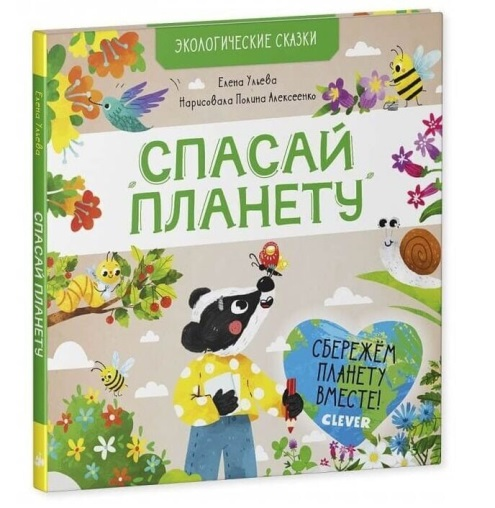 ЭКОЛОГИЧЕСКИЕ СКАЗКИ
Елена Ульева
Нарисовала Полина Алексеенко
СПАСАЙ
ПЛАНЕТУ
СБЕРЕЖЁМ
ПЛАНЕТУ
ВМЕСТЕ!
CLEVER
Елена Ульева
СПАСАЙ ПЛАНЕТУ